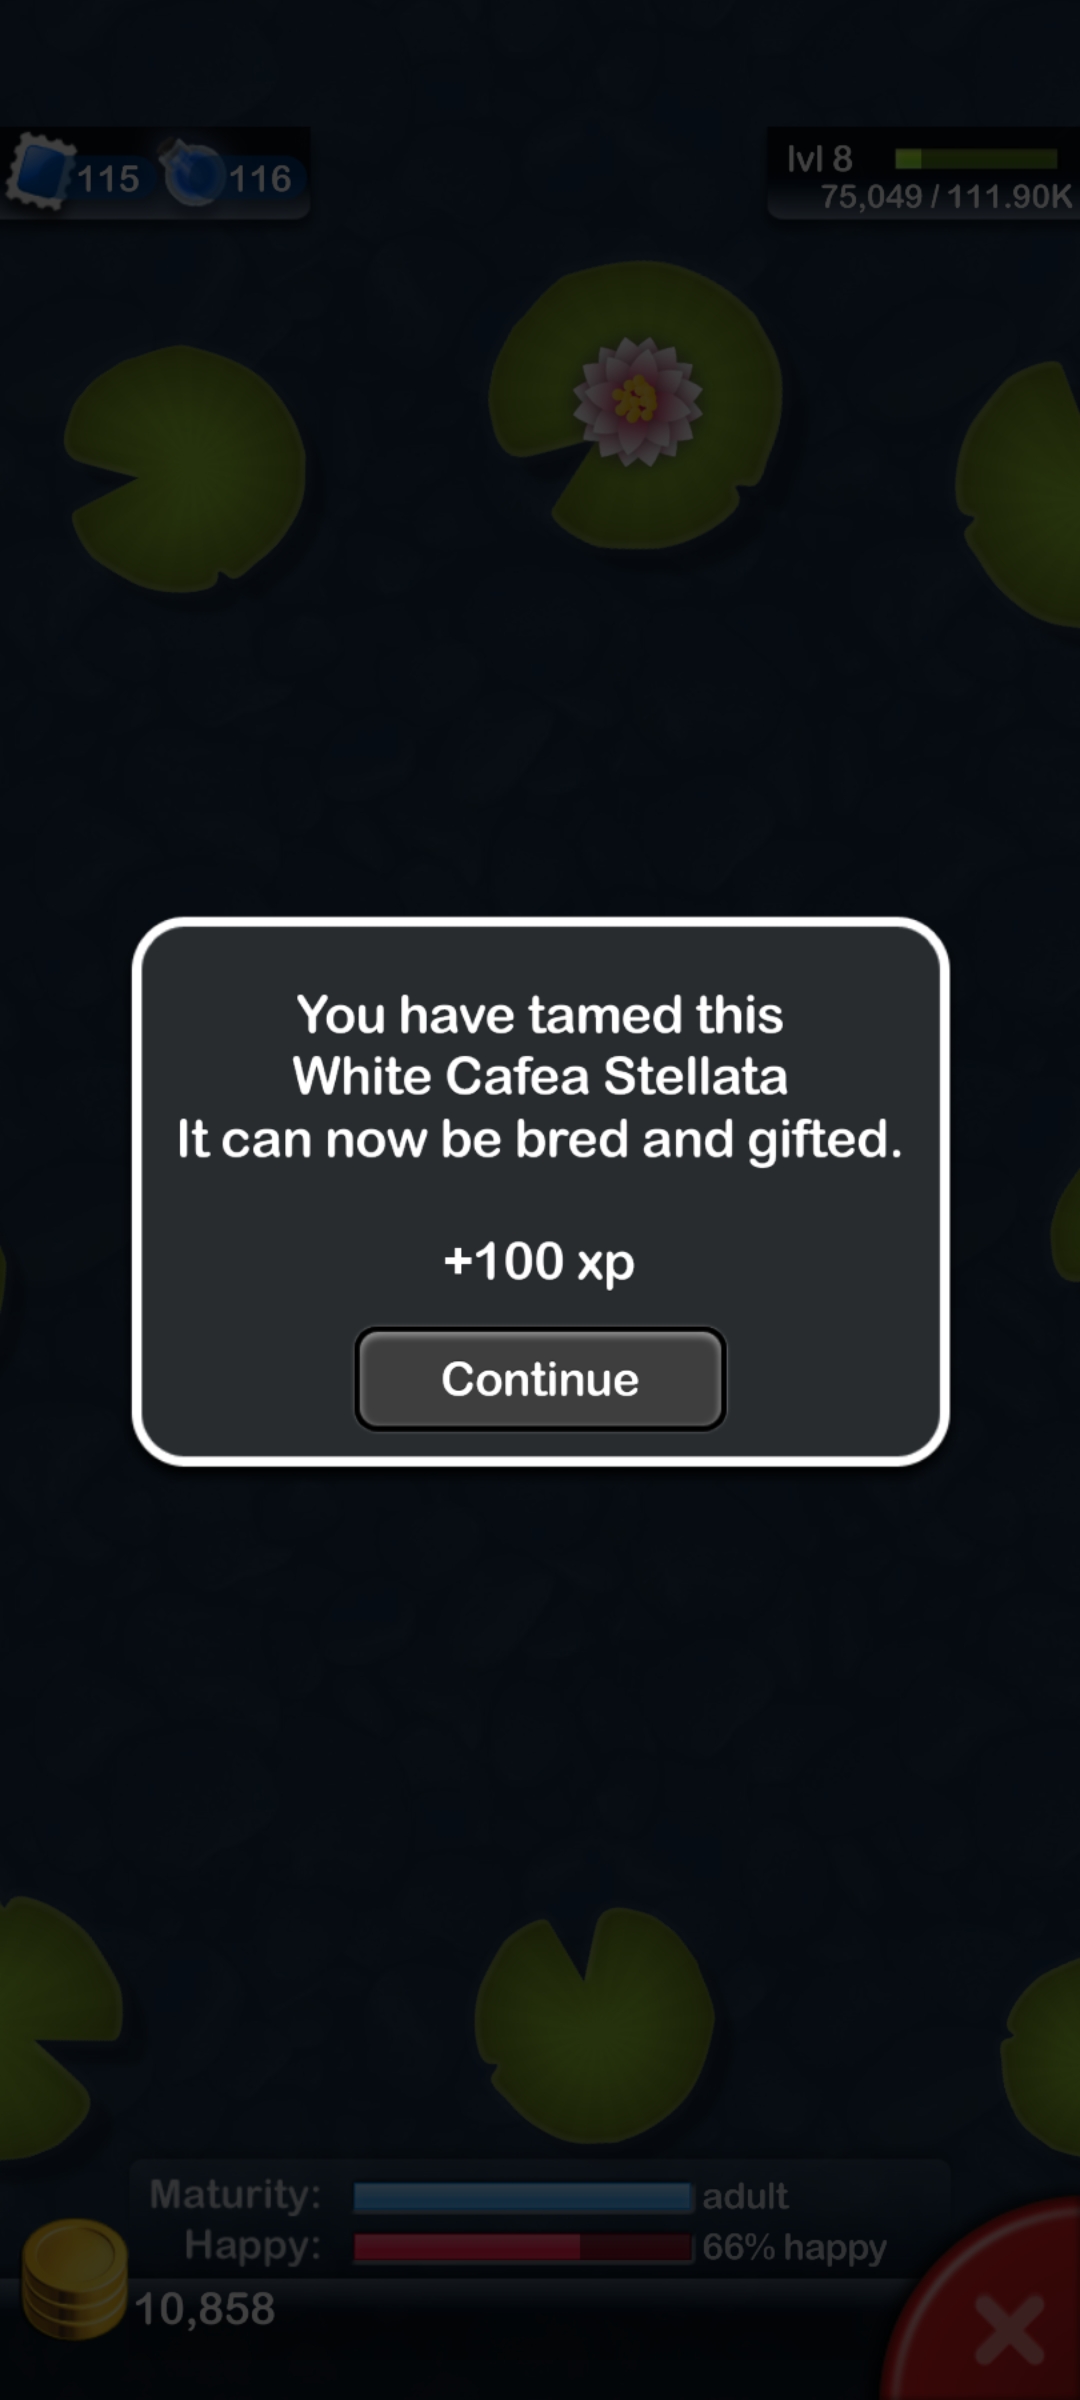 115 116
lvl 8
75,049 / 111.90K
You have tamed this
White Cafea Stellata
It can now be bred and gifted.
+100 xp
Continue
Maturity: adult
Happy: 66% happy
10,858